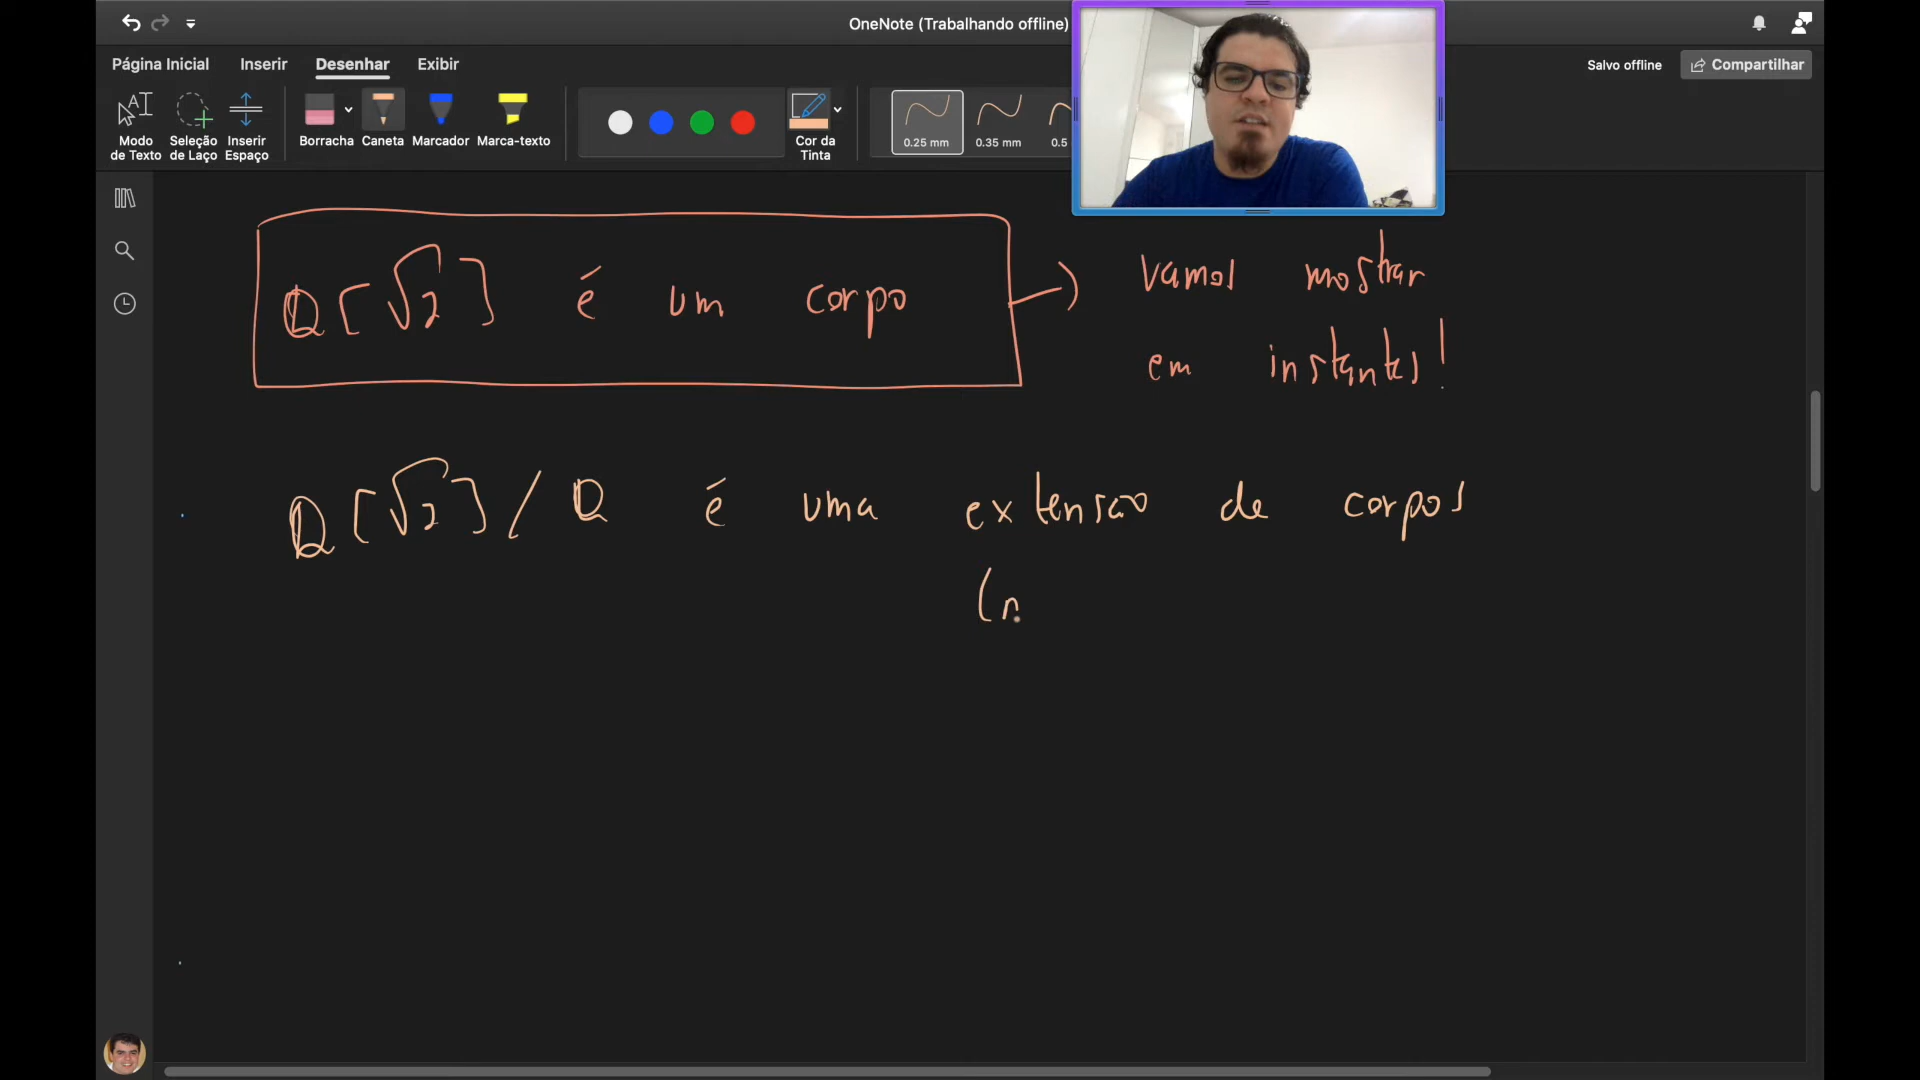 OneNote (Trabalhando offline)
Página Inicial Inserir Desenhar Exibir
Salvo offline Compartilhar
Modo de Texto
Seleção de Laço
Inserir Espaço
Borracha Caneta Marcador Marca-texto
Cor da Tinta
0.25 mm 0.35 mm 0.5
ℚ[√2] é um corpo → vamos mostrar
em instantes!
ℚ[√2] / ℚ é uma extensão de corpos
(n